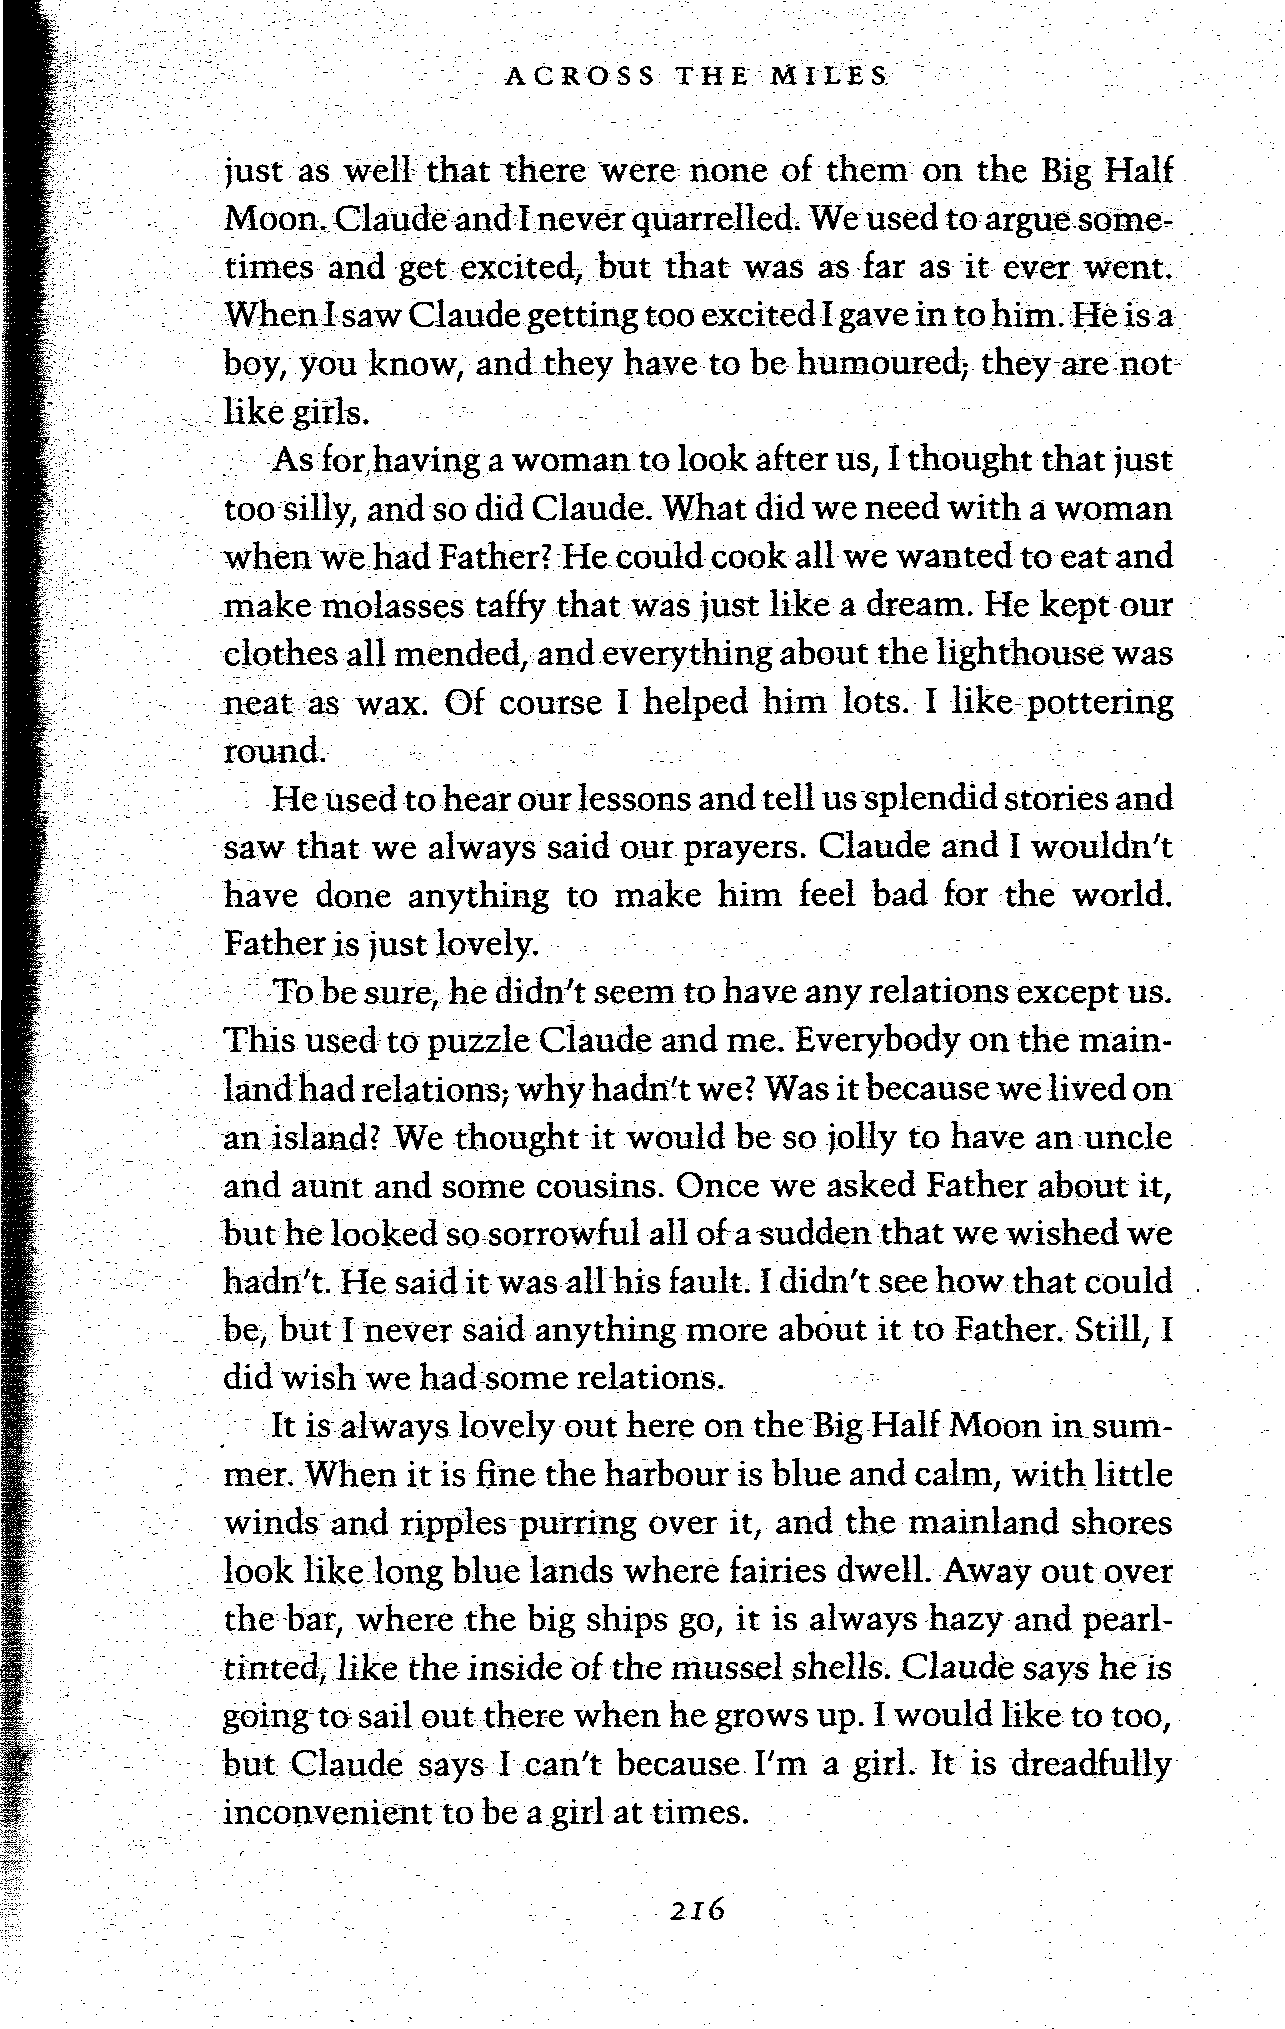 ACROSS THE MILES
just as well that there were none of them on the Big Half
Moon. Claude and I never quarrelled. We used to argue some-
times and get excited, but that was as far as it ever went.
When I saw Claude getting too excited I gave in to him. He is a
boy, you know, and they have to be humoured; they are not
like girls.
As for having a woman to look after us, I thought that just
too silly, and so did Claude. What did we need with a woman
when we had Father? He could cook all we wanted to eat and
make molasses taffy that was just like a dream. He kept our
clothes all mended, and everything about the lighthouse was
neat as wax. Of course I helped him lots. I like pottering
round.
He used to hear our lessons and tell us splendid stories and
saw that we always said our prayers. Claude and I wouldn't
have done anything to make him feel bad for the world.
Father is just lovely.
To be sure, he didn't seem to have any relations except us.
This used to puzzle Claude and me. Everybody on the main-
land had relations; why hadn't we? Was it because we lived on
an island? We thought it would be so jolly to have an uncle
and aunt and some cousins. Once we asked Father about it,
but he looked so sorrowful all of a sudden that we wished we
hadn't. He said it was all his fault. I didn't see how that could
be, but I never said anything more about it to Father. Still, I
did wish we had some relations.
It is always lovely out here on the Big Half Moon in sum-
mer. When it is fine the harbour is blue and calm, with little
winds and ripples purring over it, and the mainland shores
look like long blue lands where fairies dwell. Away out over
the bar, where the big ships go, it is always hazy and pearl-
tinted, like the inside of the mussel shells. Claude says he is
going to sail out there when he grows up. I would like to too,
but Claude says I can't because I'm a girl. It is dreadfully
inconvenient to be a girl at times.
216